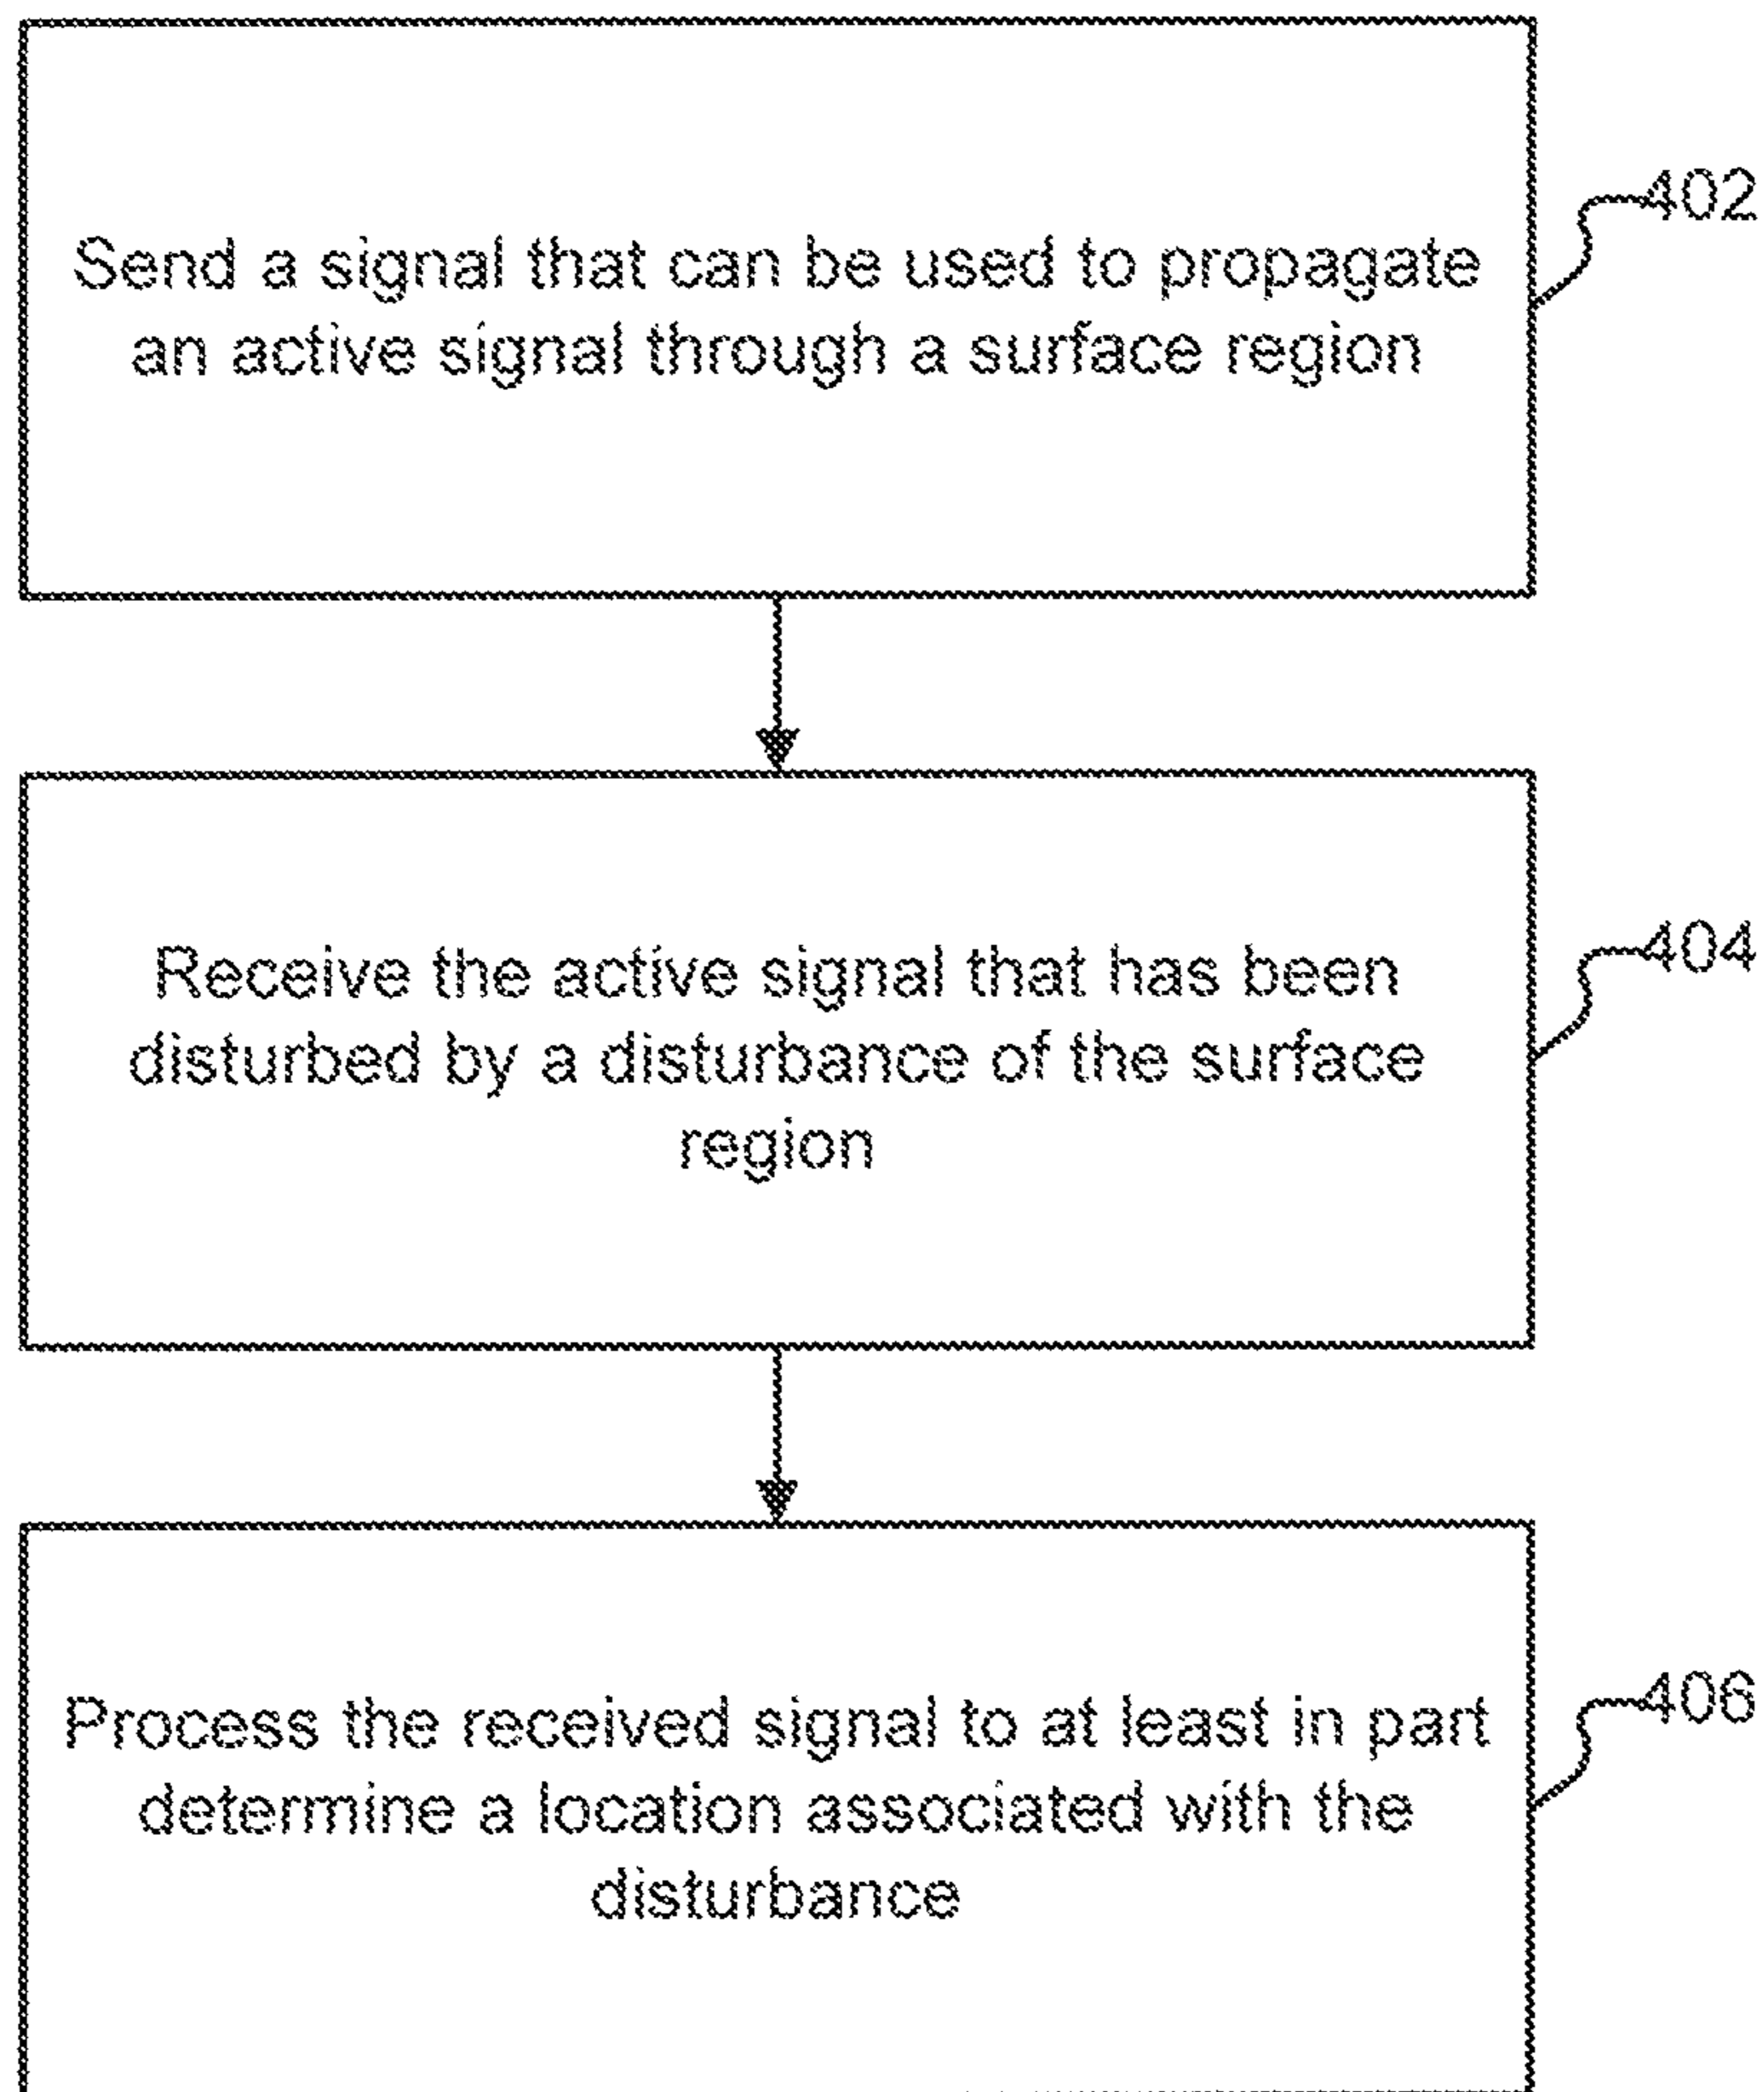 402
Send a signal that can be used to propagate
an active signal through a surface region
404
Receive the active signal that has been
disturbed by a disturbance of the surface
region
406
Process the received signal to at least in part
determine a location associated with the
disturbance